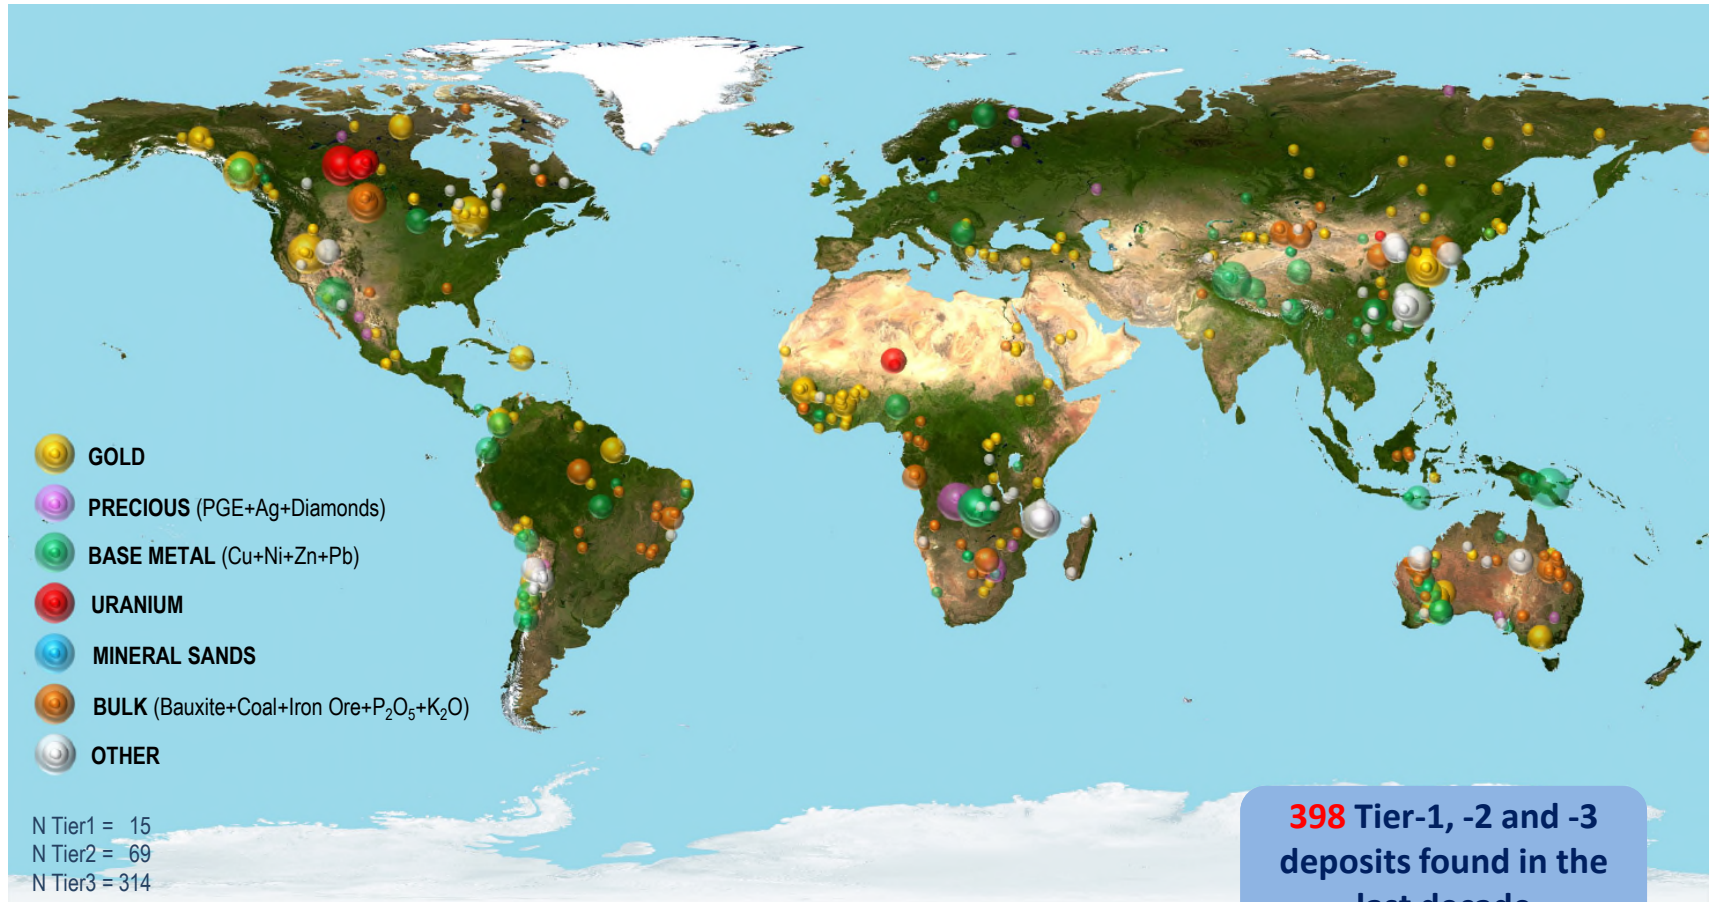 GOLD
PRECIOUS (PGE+Ag+Diamonds)
BASE METAL (Cu+Ni+Zn+Pb)
URANIUM
MINERAL SANDS
BULK (Bauxite+Coal+Iron Ore+P₂O₅+K₂O)
OTHER
N Tier1 = 15
N Tier2 = 69
N Tier3 = 314
398 Tier-1, -2 and -3
deposits found in the
last decade